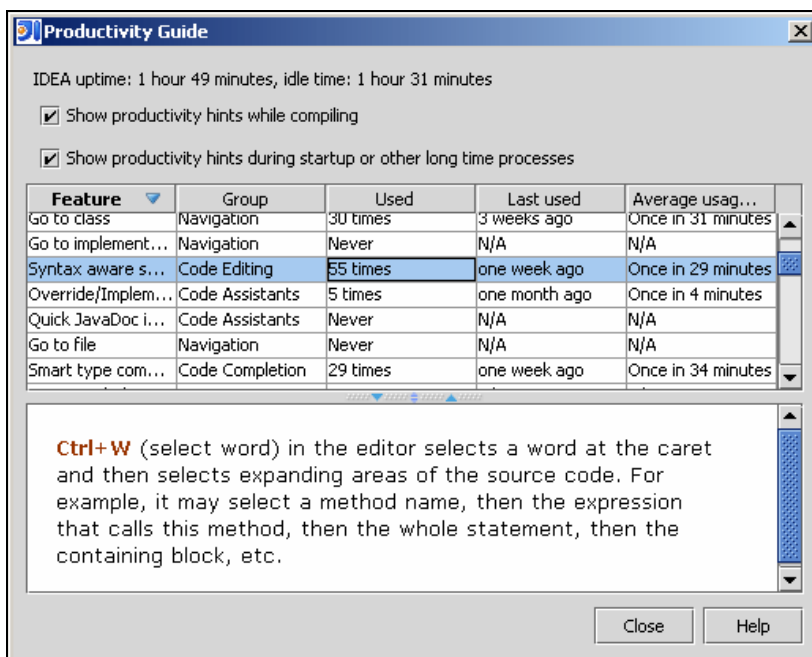 Productivity Guide
IDEA uptime: 1 hour 49 minutes, idle time: 1 hour 31 minutes
Show productivity hints while compiling
Show productivity hints during startup or other long time processes
Feature Group Used Last used Average usag...
Go to class Navigation 30 times 3 weeks ago Once in 31 minutes
Go to implement... Navigation Never N/A N/A
Syntax aware s... Code Editing 55 times one week ago Once in 29 minutes
Override/Implem... Code Assistants 5 times one month ago Once in 4 minutes
Quick JavaDoc i... Code Assistants Never N/A N/A
Go to file Navigation Never N/A N/A
Smart type com... Code Completion 29 times one week ago Once in 34 minutes
Ctrl+W (select word) in the editor selects a word at the caret
and then selects expanding areas of the source code. For
example, it may select a method name, then the expression
that calls this method, then the whole statement, then the
containing block, etc.
Close Help